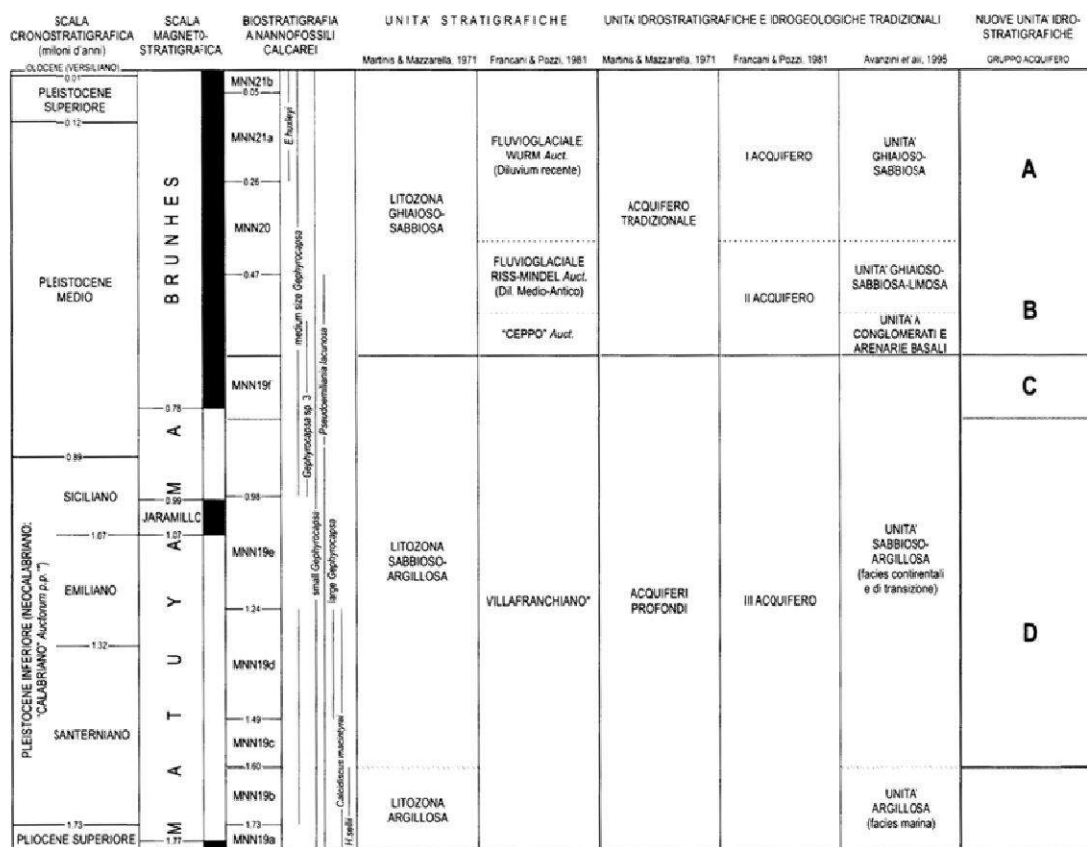 SCALA
CRONOSTRATIGRAFICA
(milioni d'anni)
SCALA
MAGNETO-
STRATIGRAFICA
BIOSTRATIGRAFIA
A NANNOFOSSILI
CALCAREI
UNITA' STRATIGRAFICHE
UNITA' IDROSTRATIGRAFICHE E IDROGEOLOGICHE TRADIZIONALI
NUOVE UNITA' IDRO-
STRATIGRAFICHE
Martinis & Mazzarella, 1971
Francani & Pozzi, 1981
Martinis & Mazzarella, 1971
Francani & Pozzi, 1981
Avanzini et alii, 1995
GRUPPO ACQUIFERO
OLOCENE (VERSILIANO)
0.01
PLEISTOCENE
SUPERIORE
0.12
PLEISTOCENE
MEDIO
0.89
PLEISTOCENE INFERIORE (NEOCALABRIANO:
"CALABRIANO" Auctorum p.p.")
SICILIANO
1.07
EMILIANO
1.32
SANTERNIANO
1.73
PLIOCENE SUPERIORE
BRUNHES
0.78
MATUYAMA
0.99
JARAMILLO
1.07
1.77
MNN21b
0.05
MNN21a
0.26
MNN20
0.47
MNN19f
0.98
MNN19e
1.24
MNN19d
1.49
MNN19c
1.60
MNN19b
1.73
MNN19a
E.huxleyi
medium size Gephyrocapsa
Gephyrocapsa sp. 3
small Gephyrocapsa
Pseudoemiliania lacunosa
large Gephyrocapsa
Calcidiscus macintyrei
H.sellii
LITOZONA
GHIAIOSO-
SABBIOSA
LITOZONA
SABBIOSO-
ARGILLOSA
LITOZONA
ARGILLOSA
FLUVIOGLACIALE
WURM Auct.
(Diluvium recente)
FLUVIOGLACIALE
RISS-MINDEL Auct.
(Dil. Medio-Antico)
"CEPPO" Auct.
VILLAFRANCHIANO"
ACQUIFERO
TRADIZIONALE
ACQUIFERI
PROFONDI
I ACQUIFERO
II ACQUIFERO
III ACQUIFERO
UNITA'
GHIAIOSO-
SABBIOSA
UNITA' GHIAIOSO-
SABBIOSA-LIMOSA
UNITA' A
CONGLOMERATI E
ARENARIE BASALI
UNITA'
SABBIOSO-
ARGILLOSA
(facies continentali
e di transizone)
UNITA'
ARGILLOSA
(facies marina)
A
B
C
D